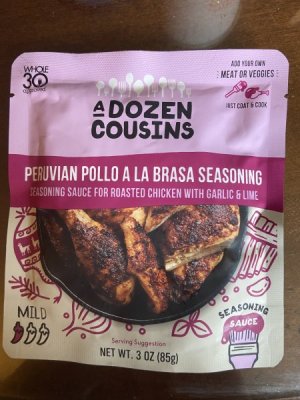 WHOLE
30
approved
ADD YOUR OWN
MEAT OR VEGGIES
JUST COAT & COOK
A DOZEN
COUSINS
PERUVIAN POLLO A LA BRASA SEASONING
SEASONING SAUCE FOR ROASTED CHICKEN WITH GARLIC & LIME
MILD
SEASONING
SAUCE
Serving Suggestion
NET WT. 3 OZ (85g)